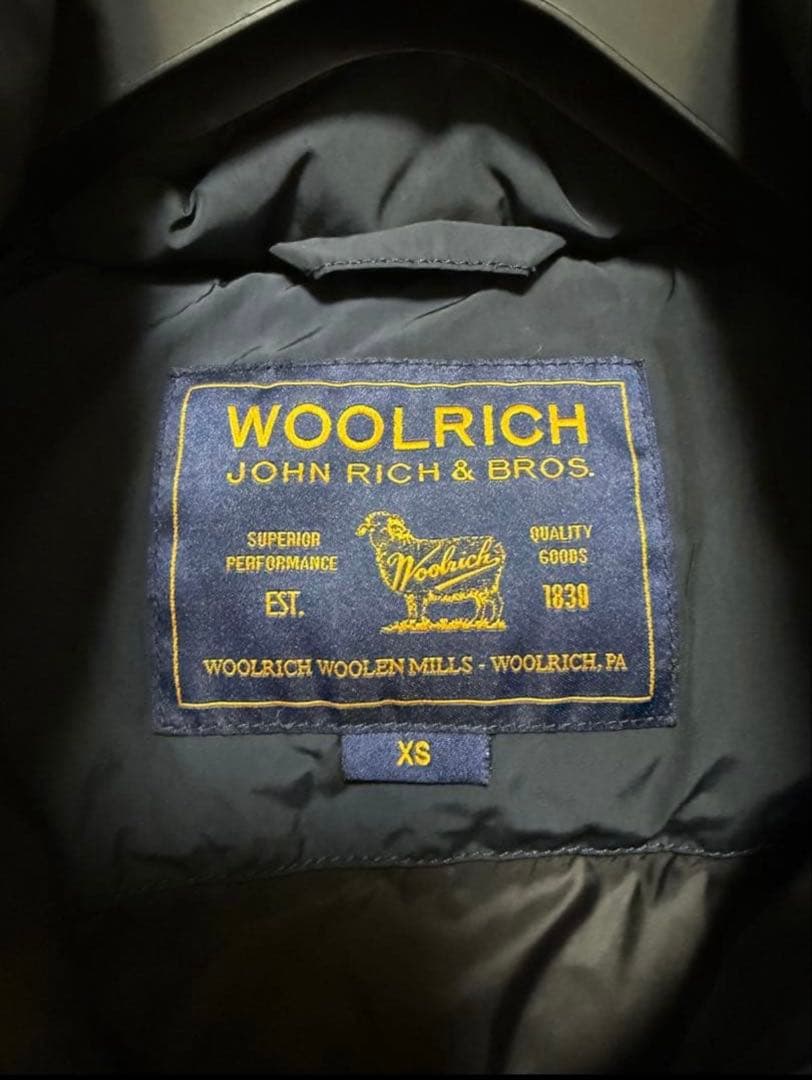 WOOLRICH
JOHN RICH & BROS.
SUPERIOR
PERFORMANCE
EST.
Woolrich
QUALITY
GOODS
1830
WOOLRICH WOOLEN MILLS - WOOLRICH, PA
XS